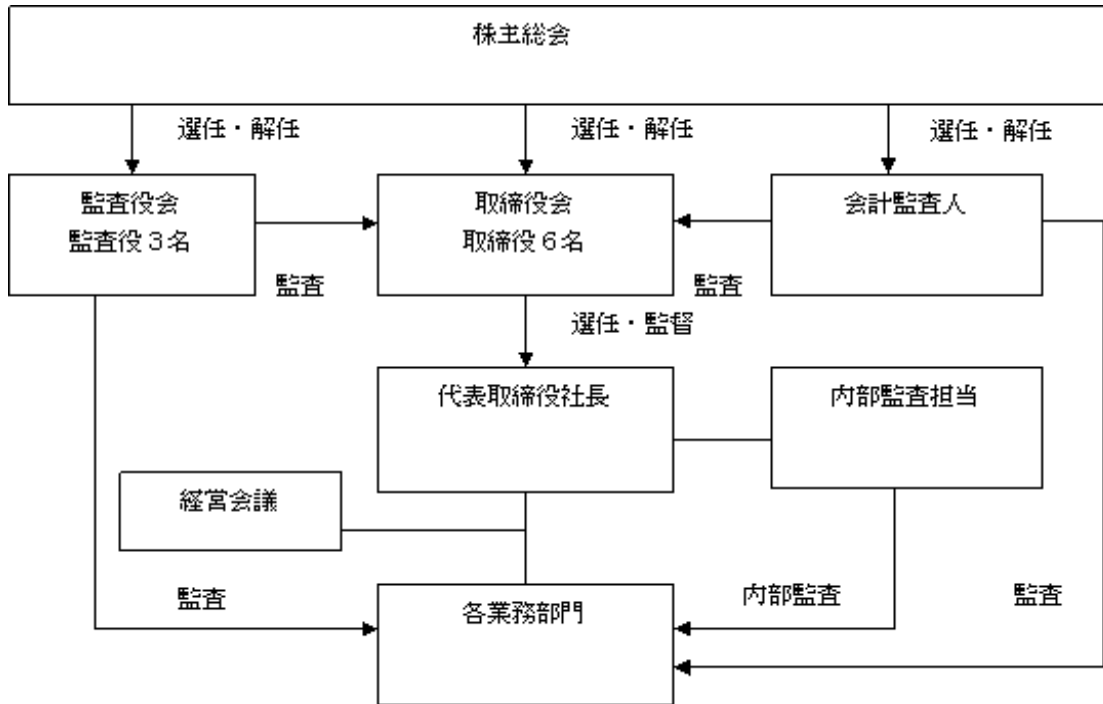 株主総会
選任・解任
選任・解任
選任・解任
監査役会
監査役３名
取締役会
取締役６名
会計監査人
監査
監査
選任・監督
代表取締役社長
内部監査担当
経営会議
監査
内部監査
監査
各業務部門